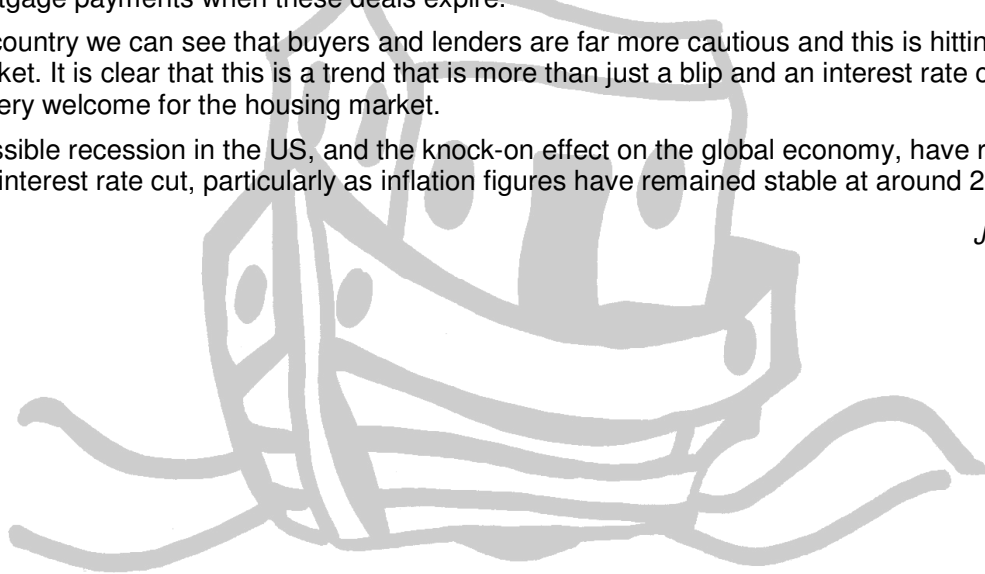 tgage payments when these deals expire.
country we can see that buyers and lenders are far more cautious and this is hittin
ket. It is clear that this is a trend that is more than just a blip and an interest rate c
ery welcome for the housing market.
ssible recession in the US, and the knock-on effect on the global economy, have r
interest rate cut, particularly as inflation figures have remained stable at around 2
J